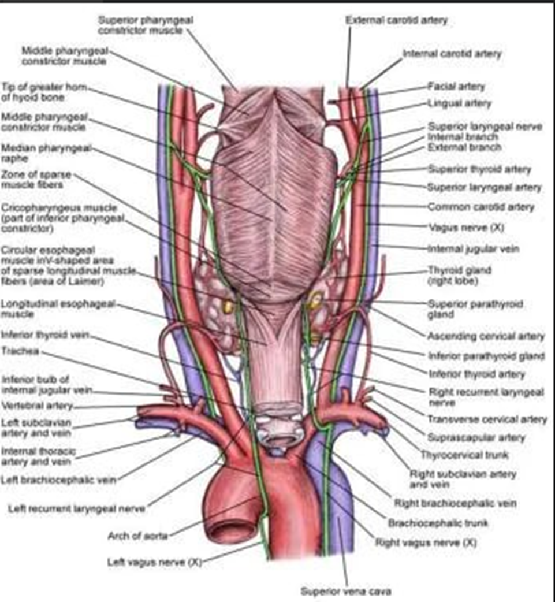 Superior pharyngeal
constrictor muscle
Middle pharyngeal
constrictor muscle
Tip of greater horn
of hyoid bone
Middle pharyngeal
constrictor muscle
Median pharyngeal
raphe
Zone of sparse
muscle fibers
Cricopharyngeus muscle
(part of inferior pharyngeal
constrictor)
Circular esophageal
muscle inV-shaped area
of sparse longitudinal muscle
fibers (area of Laimer)
Longitudinal esophageal
muscle
Inferior thyroid vein
Trachea
Inferior bulb of
internal jugular vein
Vertebral artery
Left subclavian
artery and vein
Internal thoracic
artery and vein
Left brachiocephalic vein
Left recurrent laryngeal nerve
Arch of aorta
Left vagus nerve (X)
External carotid artery
Internal carotid artery
Facial artery
Lingual artery
Superior laryngeal nerve
Internal branch
External branch
Superior thyroid artery
Superior laryngeal artery
Common carotid artery
Vagus nerve (X)
Internal jugular vein
Thyroid gland
(right lobe)
Superior parathyroid
gland
Ascending cervical artery
Inferior parathyroid gland
Inferior thyroid artery
Right recurrent laryngeal
nerve
Transverse cervical artery
Suprascapular artery
Thyrocervical trunk
Right subclavian artery
and vein
Right brachiocephalic vein
Brachiocephalic trunk
Right vagus nerve (X)
Superior vena cava